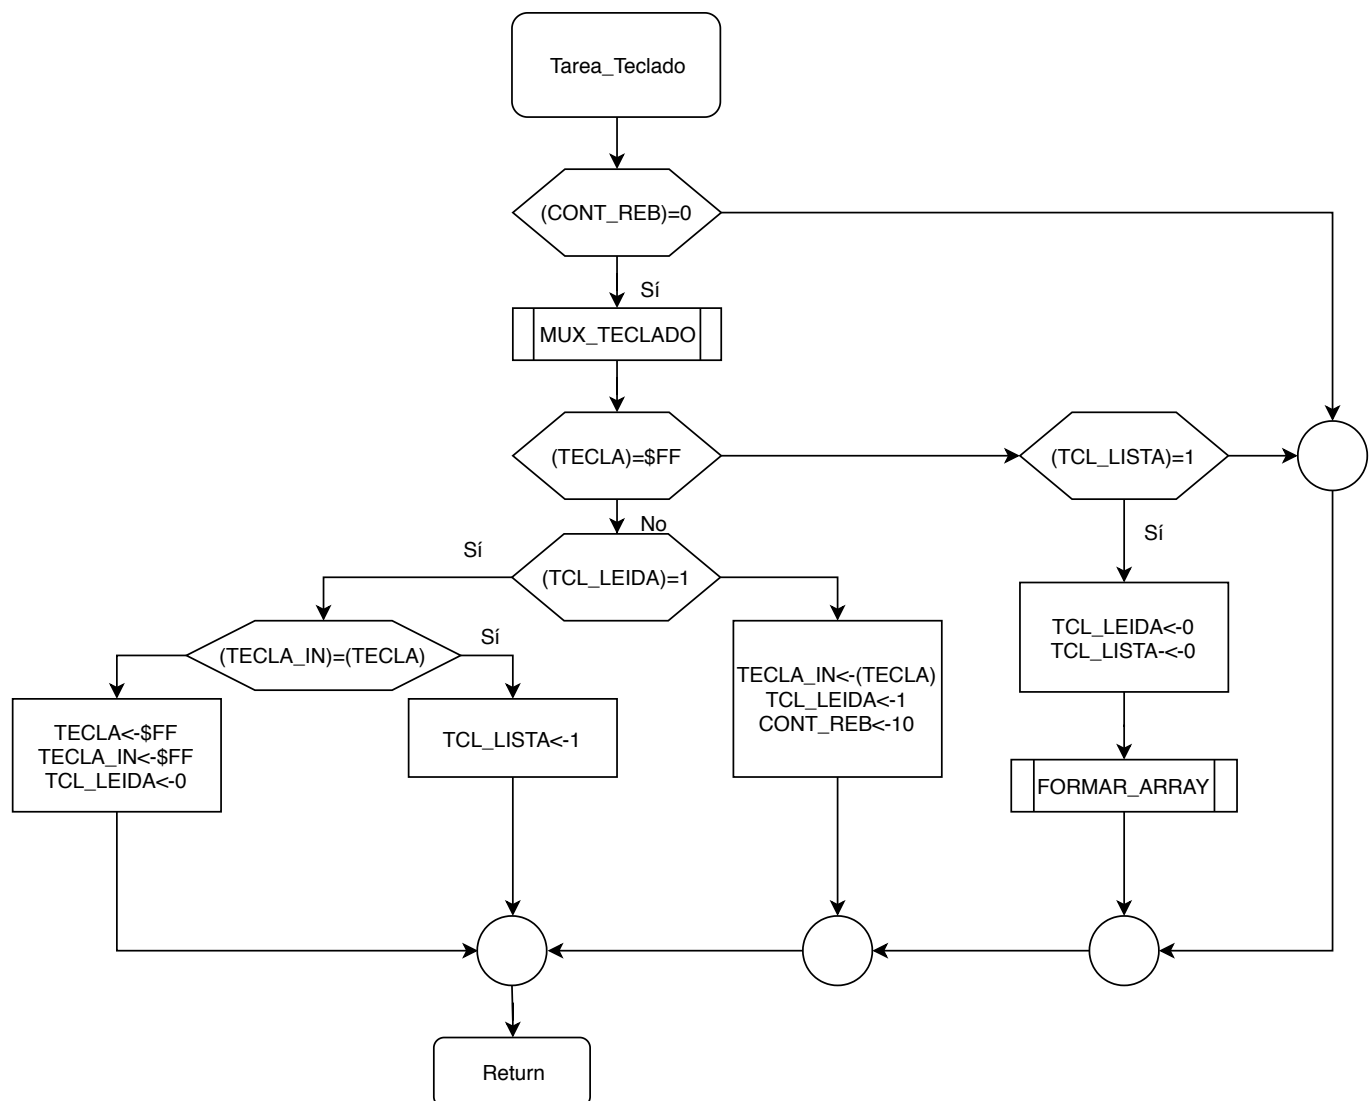 Tarea_Teclado
(CONT_REB)=0
Sí
MUX_TECLADO
(TECLA)=$FF
(TCL_LISTA)=1
No
Sí
Sí
(TCL_LEIDA)=1
(TECLA_IN)=(TECLA)
Sí
TCL_LEIDA<-0
TCL_LISTA-<-0
TECLA<-$FF
TECLA_IN<-$FF
TCL_LEIDA<-0
TCL_LISTA<-1
TECLA_IN<-(TECLA)
TCL_LEIDA<-1
CONT_REB<-10
FORMAR_ARRAY
Return